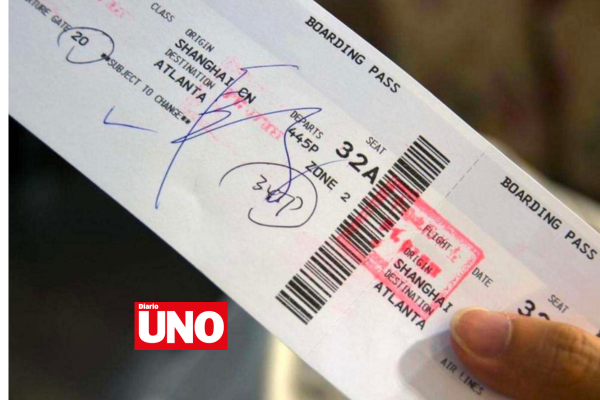 BOARDING PASS
CLASS
GATE 20
ORIGIN
SHANGHAI CN
DESTINATION
ATLANTA
**SUBJECT TO CHANGE**
DEPARTS
445P
ZONE 2
SEAT
32A
BOARDING PASS
FLIGHT
DATE
SEAT
ORIGIN
SHANGHAI
DESTINATION
ATLANTA
AIR LINES
Diario
UNO